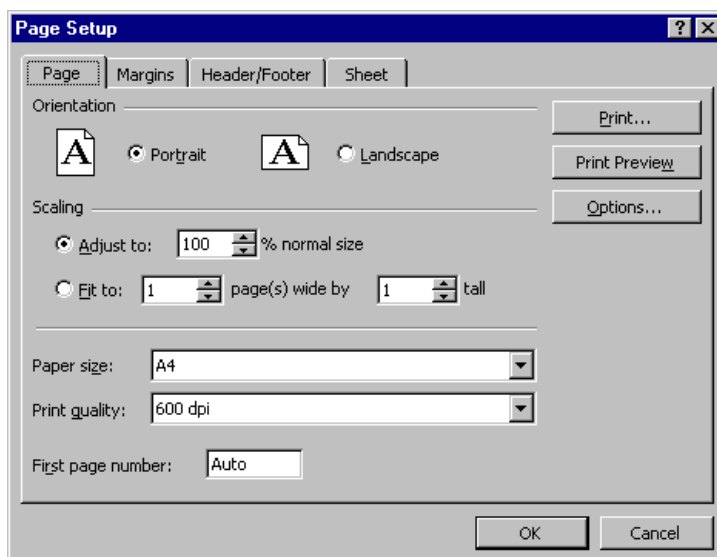 Page Setup
Page Margins Header/Footer Sheet
Orientation
A Portrait A Landscape
Print...
Print Preview
Options...
Scaling
Adjust to: 100 % normal size
Fit to: 1 page(s) wide by 1 tall
Paper size: A4
Print quality: 600 dpi
First page number: Auto
OK Cancel